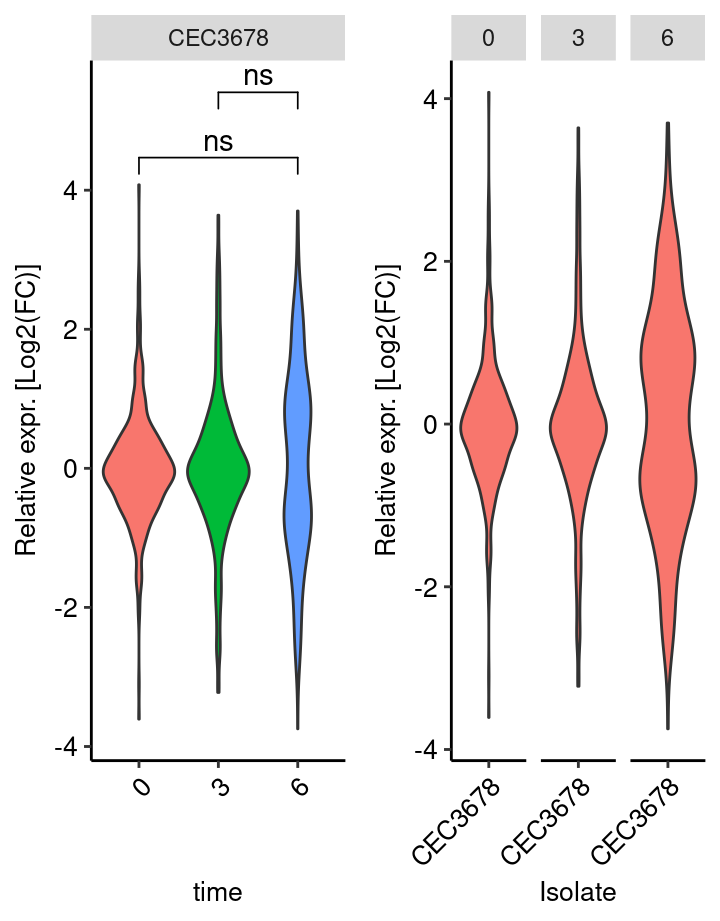 CEC3678
ns
ns
Relative expr. [Log2(FC)]
4
2
0
-2
-4
0
3
6
time
0
3
6
Relative expr. [Log2(FC)]
4
2
0
-2
-4
CEC3678
CEC3678
CEC3678
Isolate